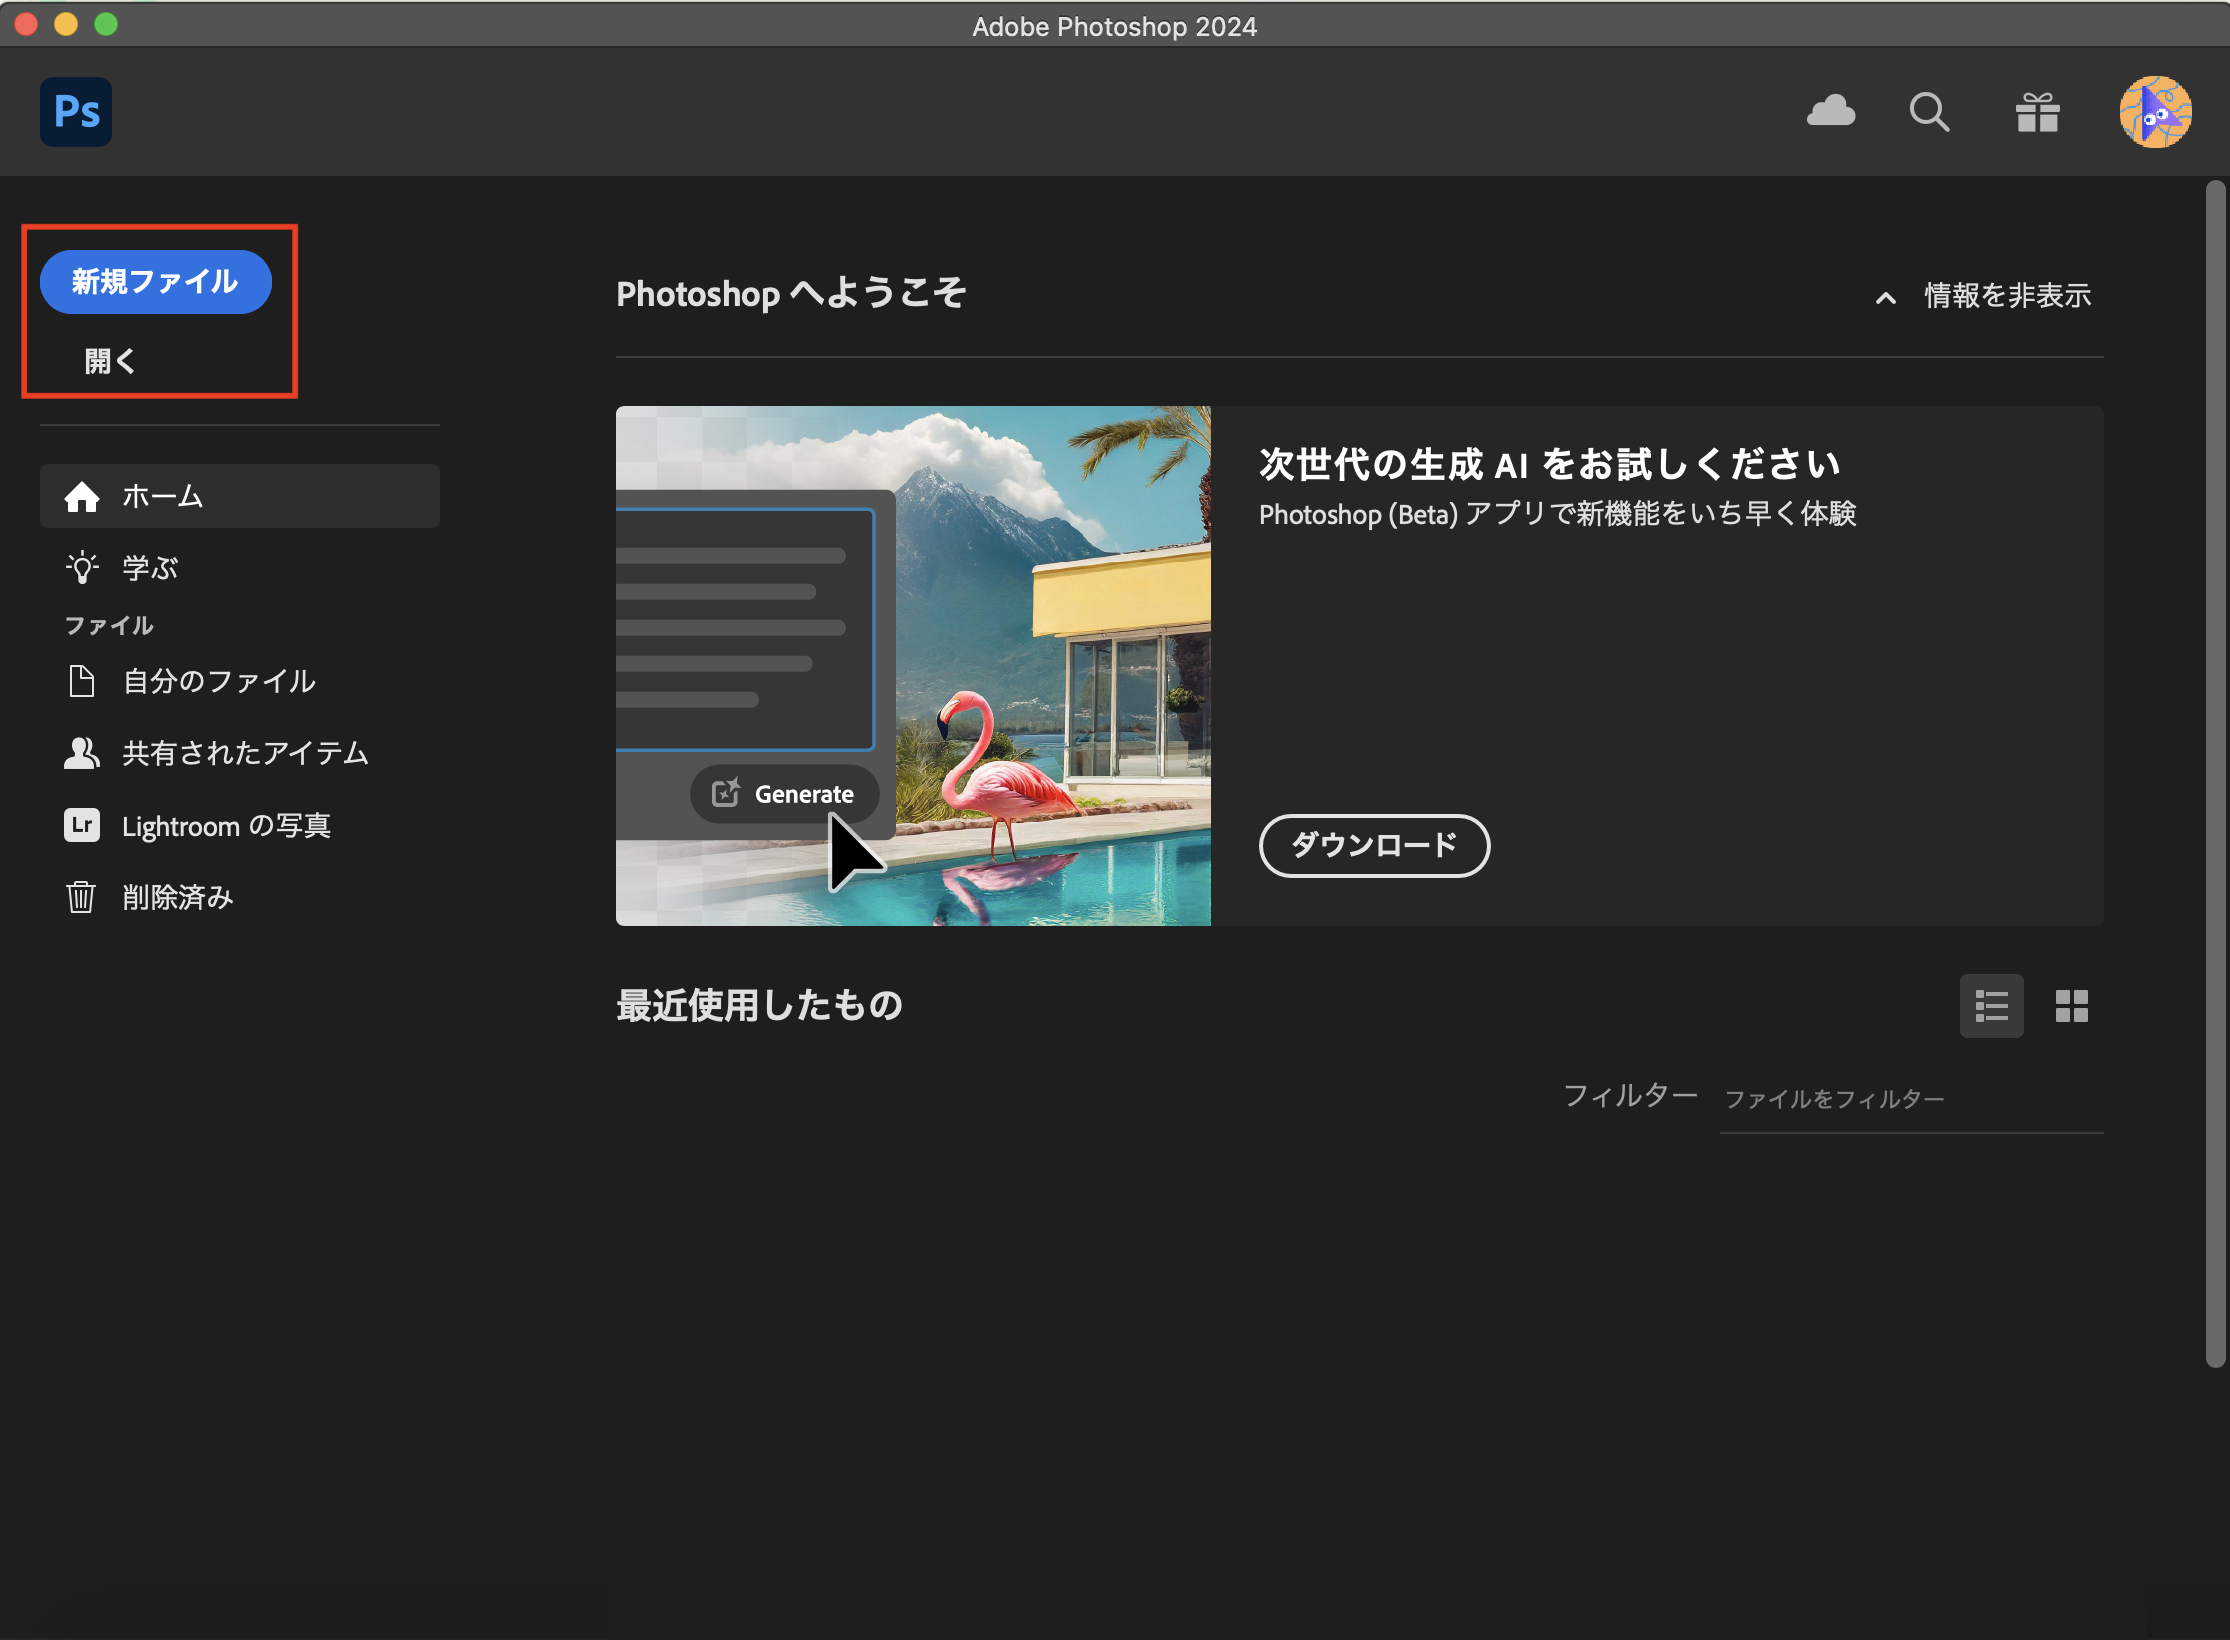 Adobe Photoshop 2024
Ps
新規ファイル
開く
ホーム
学ぶ
ファイル
自分のファイル
共有されたアイテム
Lr Lightroom の写真
削除済み
Photoshop へようこそ
情報を非表示
次世代の生成 AI をお試しください
Photoshop (Beta) アプリで新機能をいち早く体験
Generate
ダウンロード
最近使用したもの
フィルター ファイルをフィルター